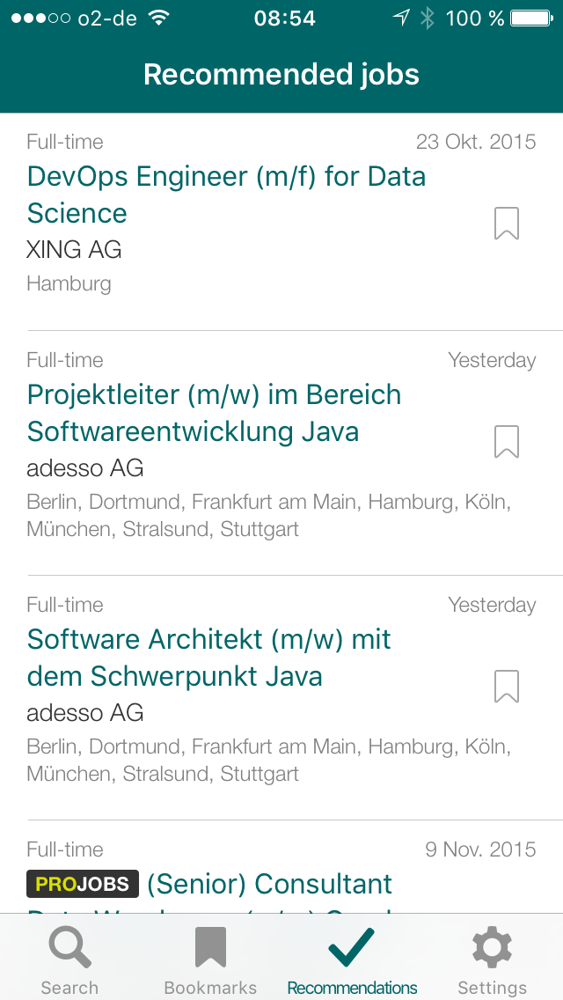 o2-de 08:54 100 %
Recommended jobs
Full-time 23 Okt. 2015
DevOps Engineer (m/f) for Data
Science
XING AG
Hamburg
Full-time Yesterday
Projektleiter (m/w) im Bereich
Softwareentwicklung Java
adesso AG
Berlin, Dortmund, Frankfurt am Main, Hamburg, Köln,
München, Stralsund, Stuttgart
Full-time Yesterday
Software Architekt (m/w) mit
dem Schwerpunkt Java
adesso AG
Berlin, Dortmund, Frankfurt am Main, Hamburg, Köln,
München, Stralsund, Stuttgart
Full-time 9 Nov. 2015
PROJOBS (Senior) Consultant
Search Bookmarks Recommendations Settings